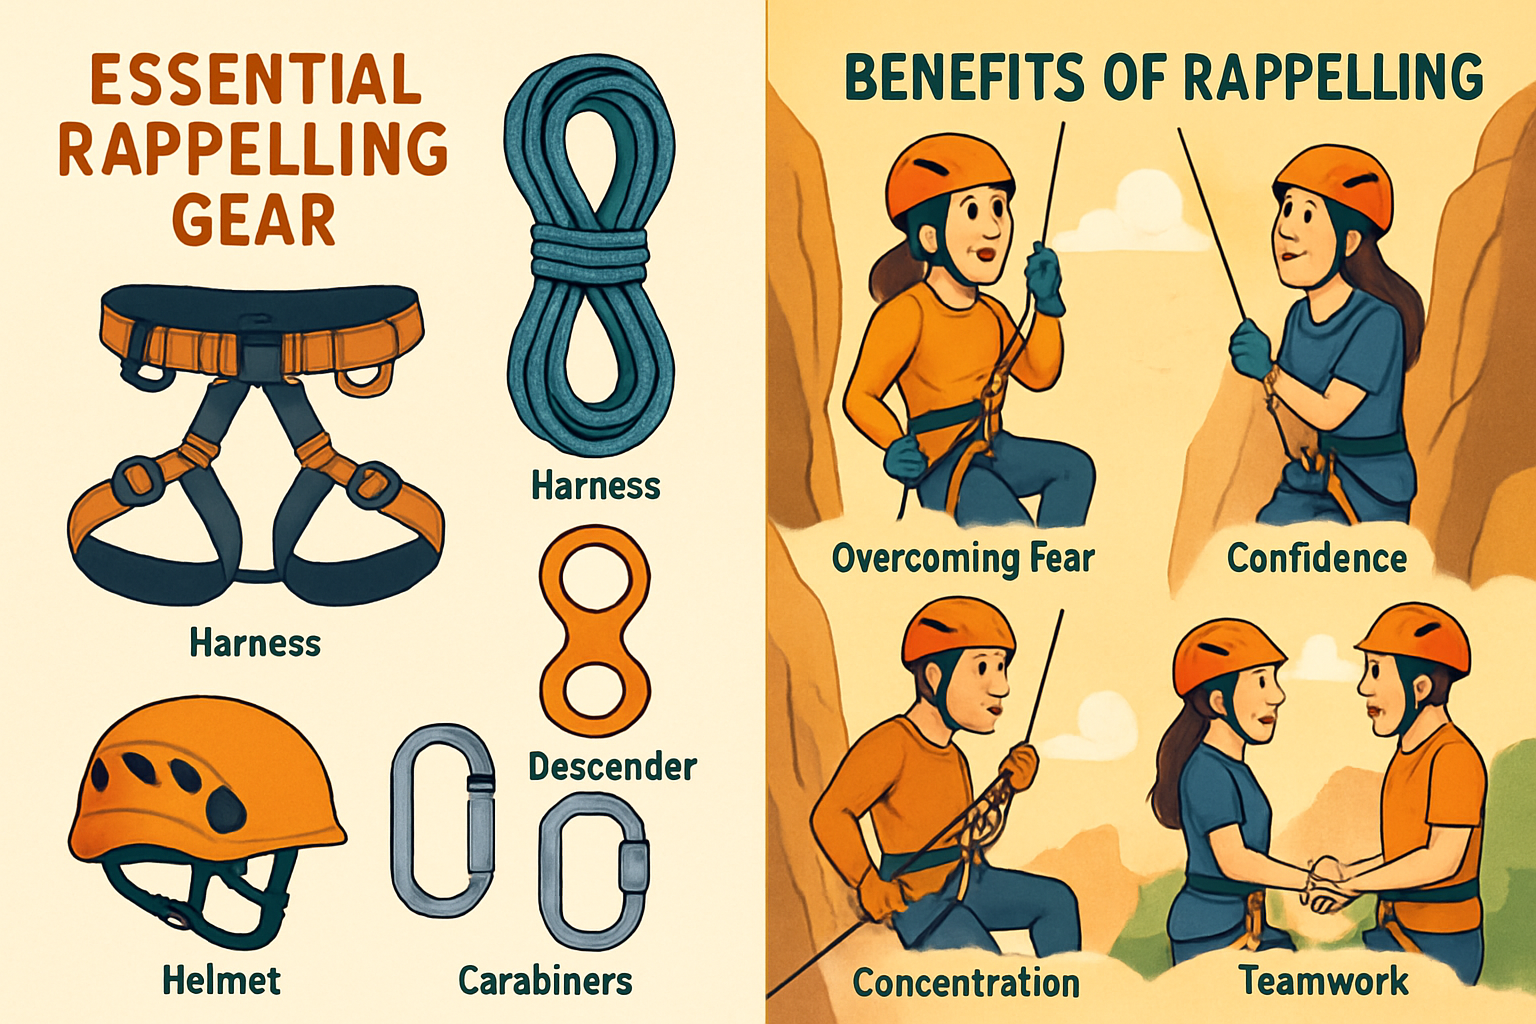 ESSENTIAL
RAPPELLING
GEAR
Harness
Harness
Descender
Helmet
Carabiners
BENEFITS OF RAPPELLING
Overcoming Fear
Confidence
Concentration
Teamwork